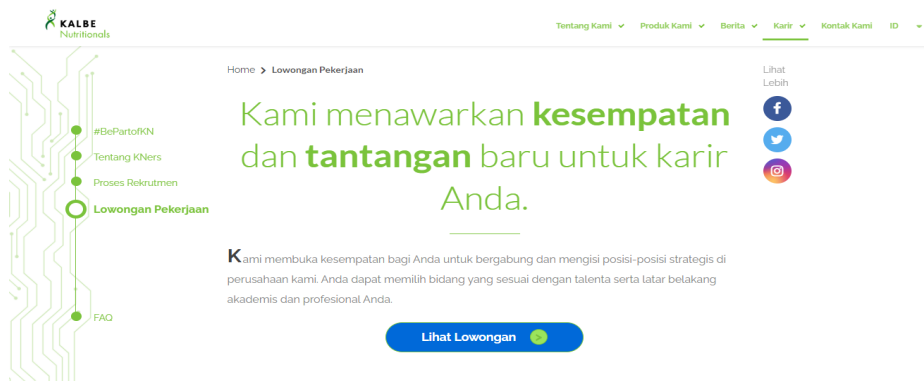 KALBE
Nutritionals
Tentang Kami Produk Kami Berita Karir Kontak Kami ID
Home > Lowongan Pekerjaan
Lihat
Lebih
#BePartofKN
Tentang KNers
Proses Rekrutmen
Lowongan Pekerjaan
FAQ
Kami menawarkan kesempatan
dan tantangan baru untuk karir
Anda.
Kami membuka kesempatan bagi Anda untuk bergabung dan mengisi posisi-posisi strategis di
perusahaan kami. Anda dapat memilih bidang yang sesuai dengan talenta serta latar belakang
akademis dan profesional Anda.
Lihat Lowongan >